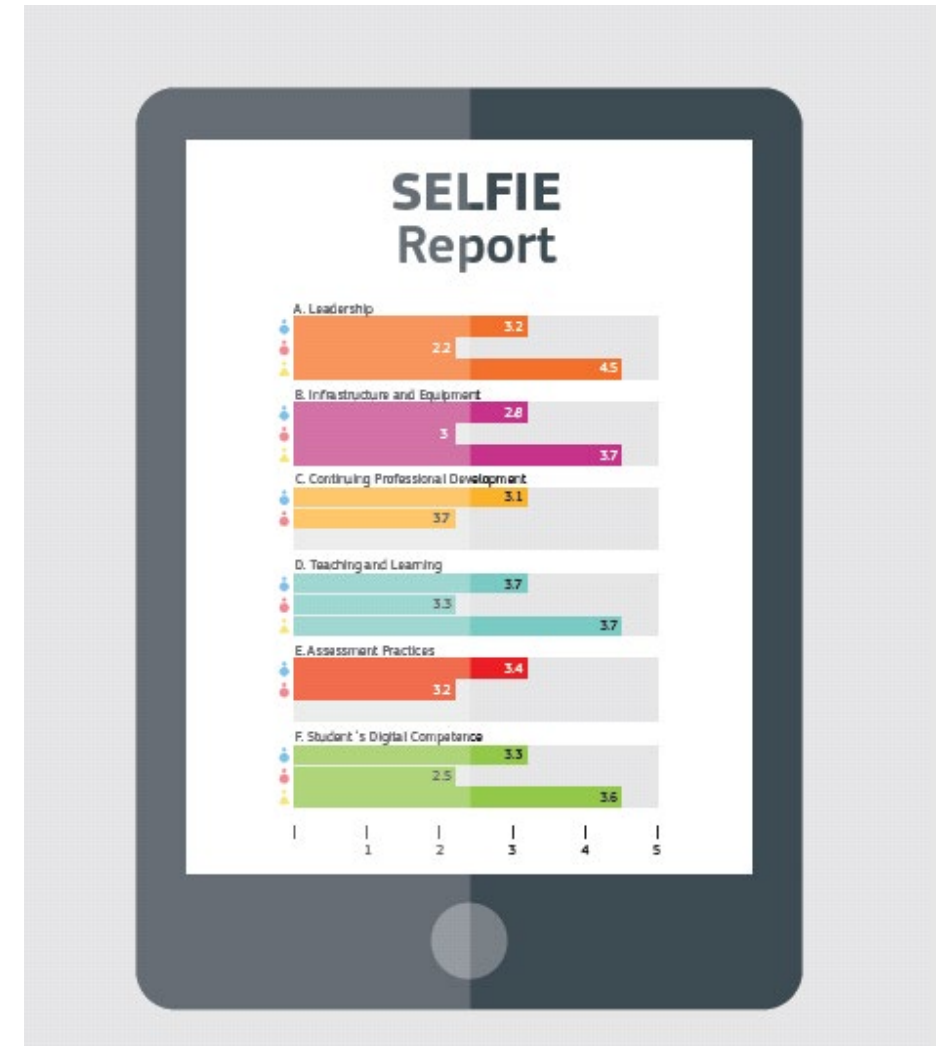 SELFIE
Report
A. Leadership
3.2
2.2
4.5
B. Infrastructure and Equipment
2.8
3
3.7
C. Continuing Professional Development
3.1
3.7
D. Teaching and Learning
3.7
3.3
3.7
E. Assessment Practices
3.4
3.2
F. Student´s Digital Competence
3.3
2.5
3.6
1 2 3 4 5